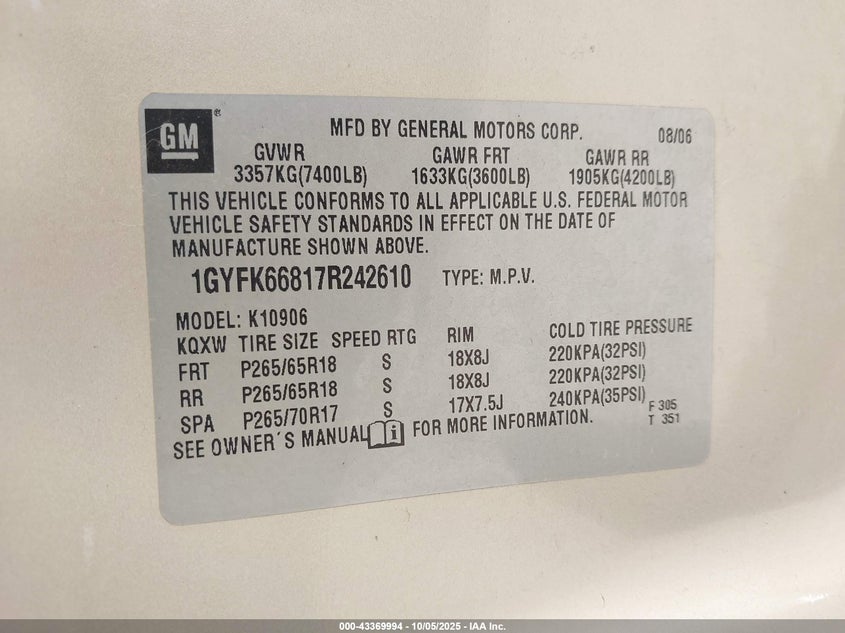 GM ®
MFD BY GENERAL MOTORS CORP. 08/06
GVWR GAWR FRT GAWR RR
3357KG(7400LB) 1633KG(3600LB) 1905KG(4200LB)
THIS VEHICLE CONFORMS TO ALL APPLICABLE U.S. FEDERAL MOTOR
VEHICLE SAFETY STANDARDS IN EFFECT ON THE DATE OF
MANUFACTURE SHOWN ABOVE.
1GYFK66817R242610 TYPE: M.P.V.
MODEL: K10906
KQXW TIRE SIZE SPEED RTG RIM COLD TIRE PRESSURE
FRT P265/65R18 S 18X8J 220KPA(32PSI)
RR P265/65R18 S 18X8J 220KPA(32PSI)
SPA P265/70R17 S 17X7.5J 240KPA(35PSI) F 305
SEE OWNER´S MANUAL i FOR MORE INFORMATION. T 351
000-43369994 - 10/05/2025 - IAA Inc.